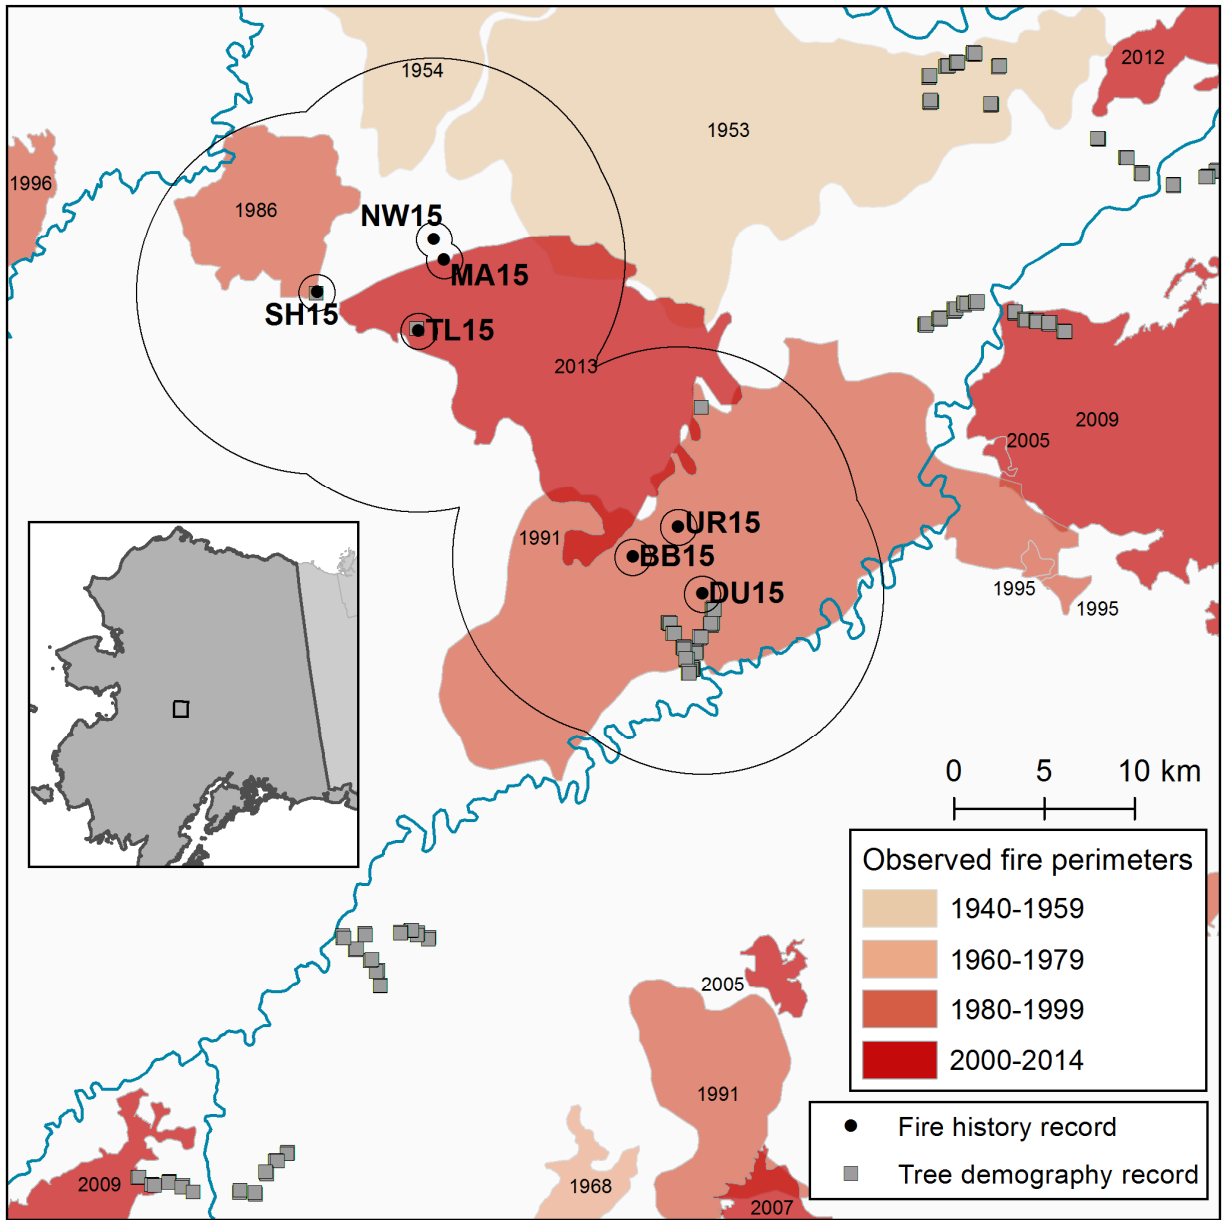 1954
2012
1953
1996
1986
NW15
MA15
SH15
TL15
2013
2009
2005
1991
UR15
BB15
DU15
1995
1995
0 5 10 km
Observed fire perimeters
1940-1959
1960-1979
1980-1999
2000-2014
2005
1991
Fire history record
Tree demography record
2009
1968
2007